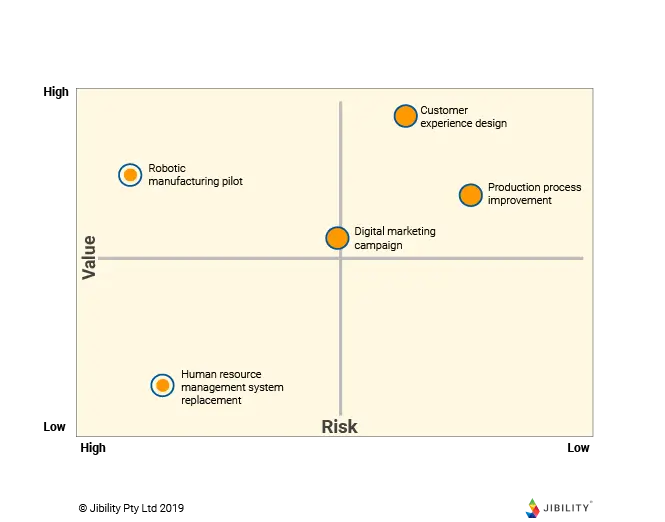 High
Customer
experience design
Robotic
manufacturing pilot
Production process
improvement
Digital marketing
campaign
Value
Human resource
management system
replacement
Low
Risk
High
Low
© Jibility Pty Ltd 2019
JIBILITY®